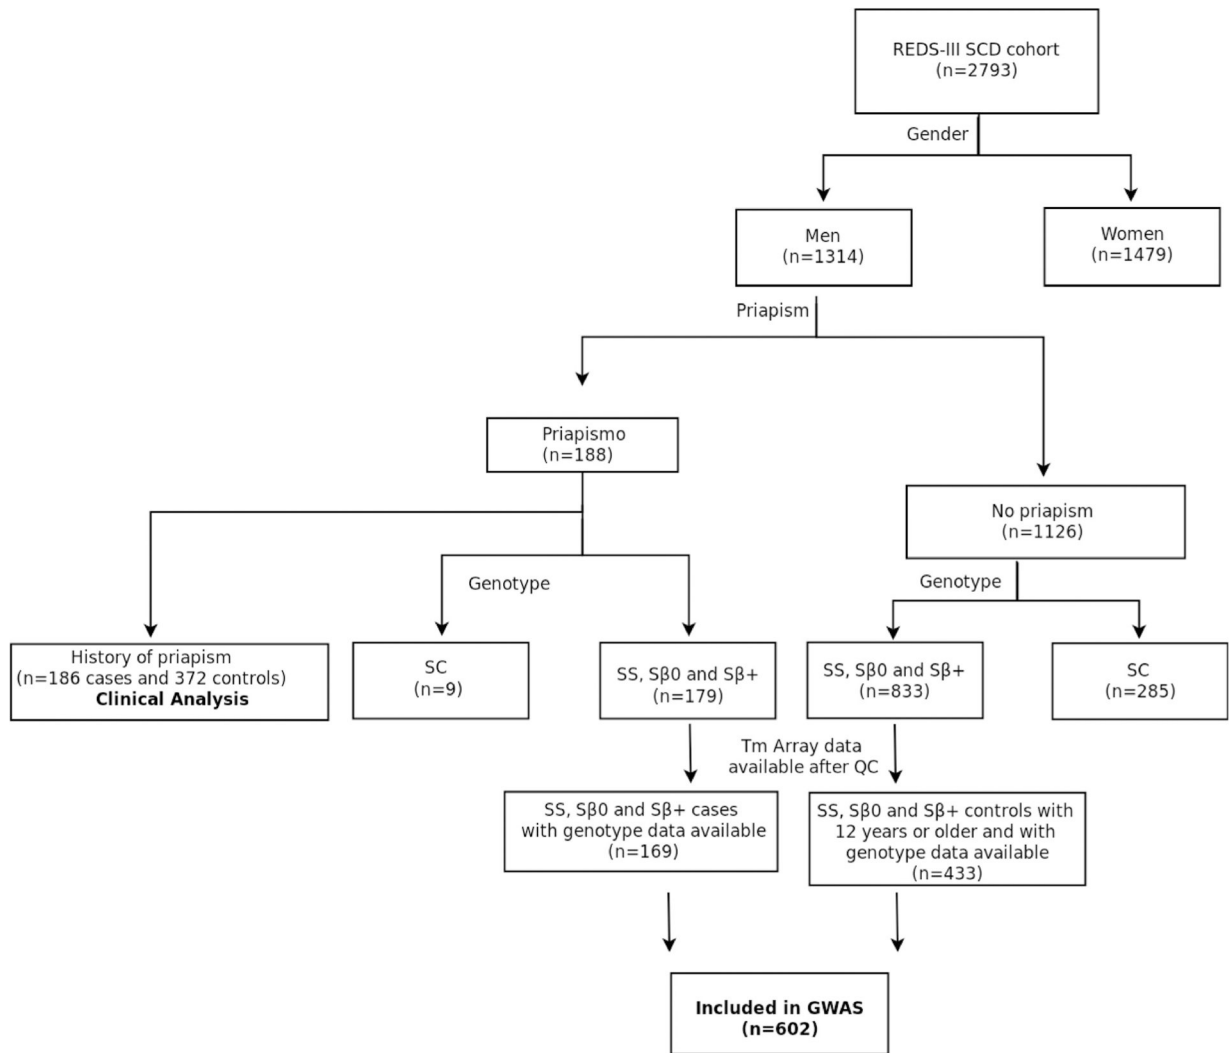 REDS-III SCD cohort
(n=2793)
Gender
Men
(n=1314)
Women
(n=1479)
Priapism
Priapismo
(n=188)
No priapism
(n=1126)
Genotype
Genotype
History of priapism
(n=186 cases and 372 controls)
Clinical Analysis
SC
(n=9)
SS, Sβ0 and Sβ+
(n=179)
SS, Sβ0 and Sβ+
(n=833)
SC
(n=285)
Tm Array data
available after QC
SS, Sβ0 and Sβ+ cases
with genotype data available
(n=169)
SS, Sβ0 and Sβ+ controls with
12 years or older and with
genotype data available
(n=433)
Included in GWAS
(n=602)